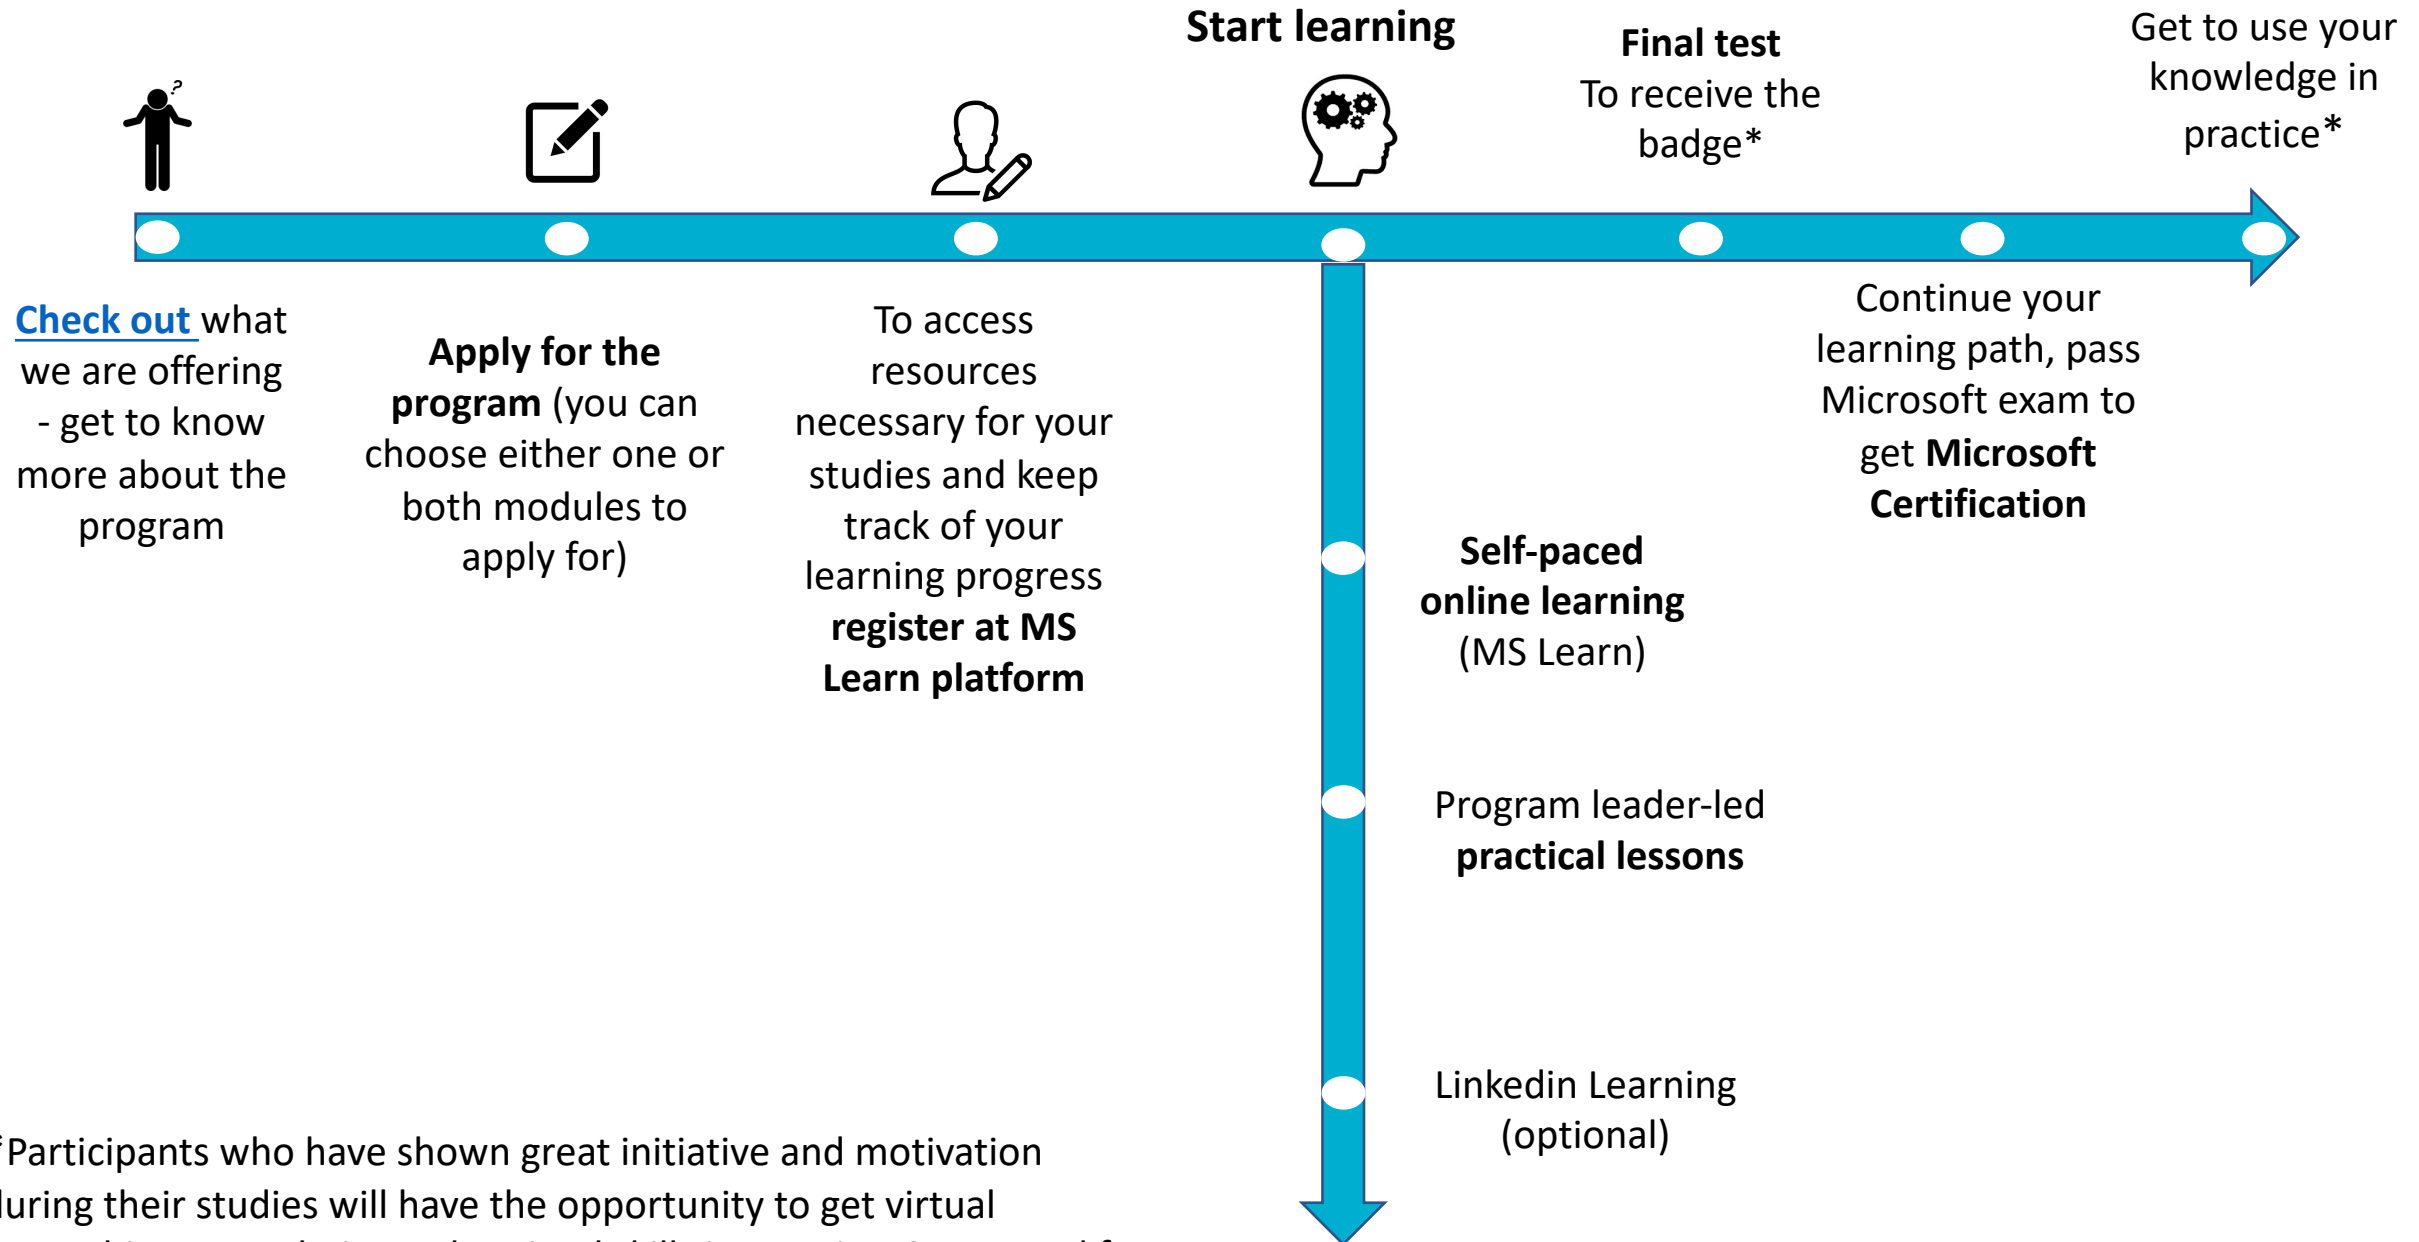 Start learning
Final test
To receive the
badge*
Get to use your
knowledge in
practice*
?
Check out what
we are offering
- get to know
more about the
program
Apply for the
program (you can
choose either one or
both modules to
apply for)
To access
resources
necessary for your
studies and keep
track of your
learning progress
register at MS
Learn platform
Continue your
learning path, pass
Microsoft exam to
get Microsoft
Certification
Self-paced
online learning
(MS Learn)
Program leader-led
practical lessons
Linkedin Learning
(optional)
*Participants who have shown great initiative and motivation
during their studies will have the opportunity to get virtual